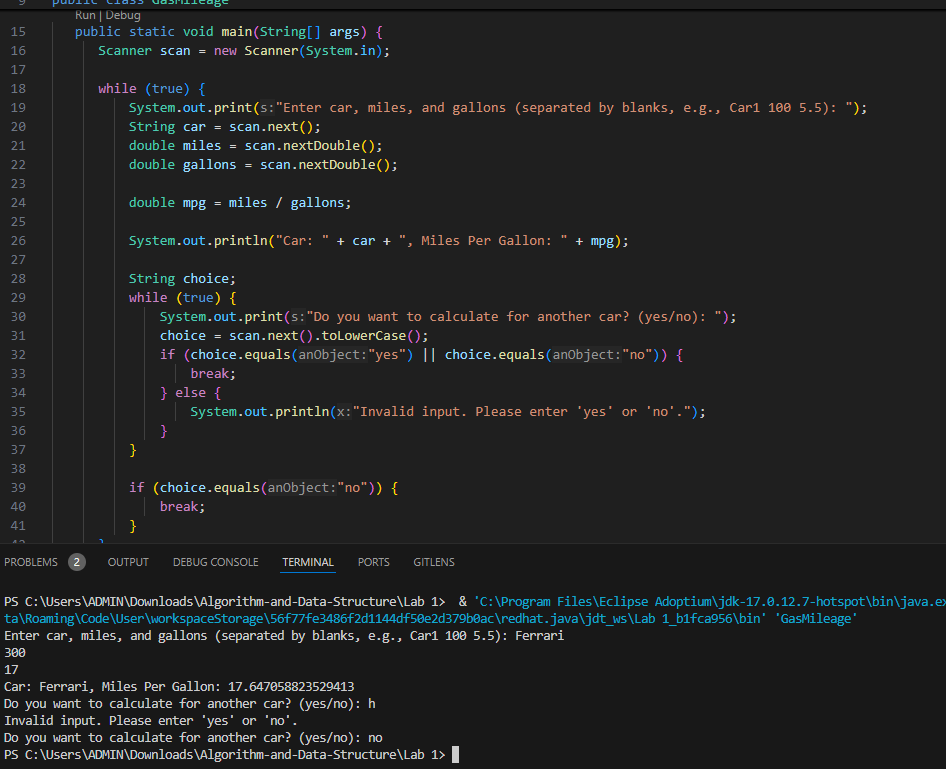 9 public class GasMileage
Run | Debug
15 public static void main(String[] args) {
16 Scanner scan = new Scanner(System.in);
17
18 while (true) {
19 System.out.print(s:"Enter car, miles, and gallons (separated by blanks, e.g., Car1 100 5.5): ");
20 String car = scan.next();
21 double miles = scan.nextDouble();
22 double gallons = scan.nextDouble();
23
24 double mpg = miles / gallons;
25
26 System.out.println("Car: " + car + ", Miles Per Gallon: " + mpg);
27
28 String choice;
29 while (true) {
30 System.out.print(s:"Do you want to calculate for another car? (yes/no): ");
31 choice = scan.next().toLowerCase();
32 if (choice.equals(anObject:"yes") || choice.equals(anObject:"no")) {
33 break;
34 } else {
35 System.out.println(x:"Invalid input. Please enter 'yes' or 'no'.");
36 }
37 }
38
39 if (choice.equals(anObject:"no")) {
40 break;
41 }
PROBLEMS 2 OUTPUT DEBUG CONSOLE TERMINAL PORTS GITLENS
PS C:\Users\ADMIN\Downloads\Algorithm-and-Data-Structure\Lab 1> & 'C:\Program Files\Eclipse Adoptium\jdk-17.0.12.7-hotspot\bin\java.ex
ta\Roaming\Code\User\workspaceStorage\56f77fe3486f2d1144df50e2d379b0ac\redhat.java\jdt_ws\Lab 1_b1fca956\bin' 'GasMileage'
Enter car, miles, and gallons (separated by blanks, e.g., Car1 100 5.5): Ferrari
300
17
Car: Ferrari, Miles Per Gallon: 17.647058823529413
Do you want to calculate for another car? (yes/no): h
Invalid input. Please enter 'yes' or 'no'.
Do you want to calculate for another car? (yes/no): no
PS C:\Users\ADMIN\Downloads\Algorithm-and-Data-Structure\Lab 1>